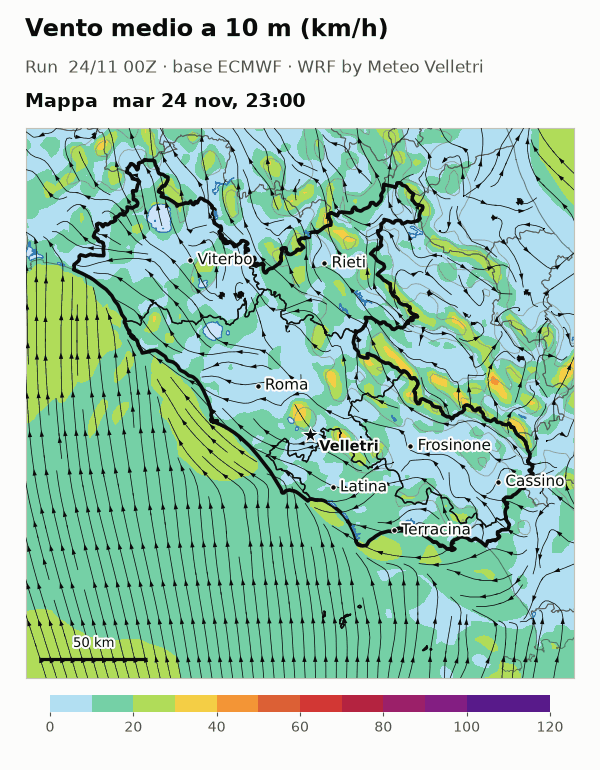 Vento medio a 10 m (km/h)
Run 24/11 00Z · base ECMWF · WRF by Meteo Velletri
Mappa mar 24 nov, 23:00
Viterbo
Rieti
Roma
Velletri
Frosinone
Cassino
Latina
Terracina
50 km
0 20 40 60 80 100 120